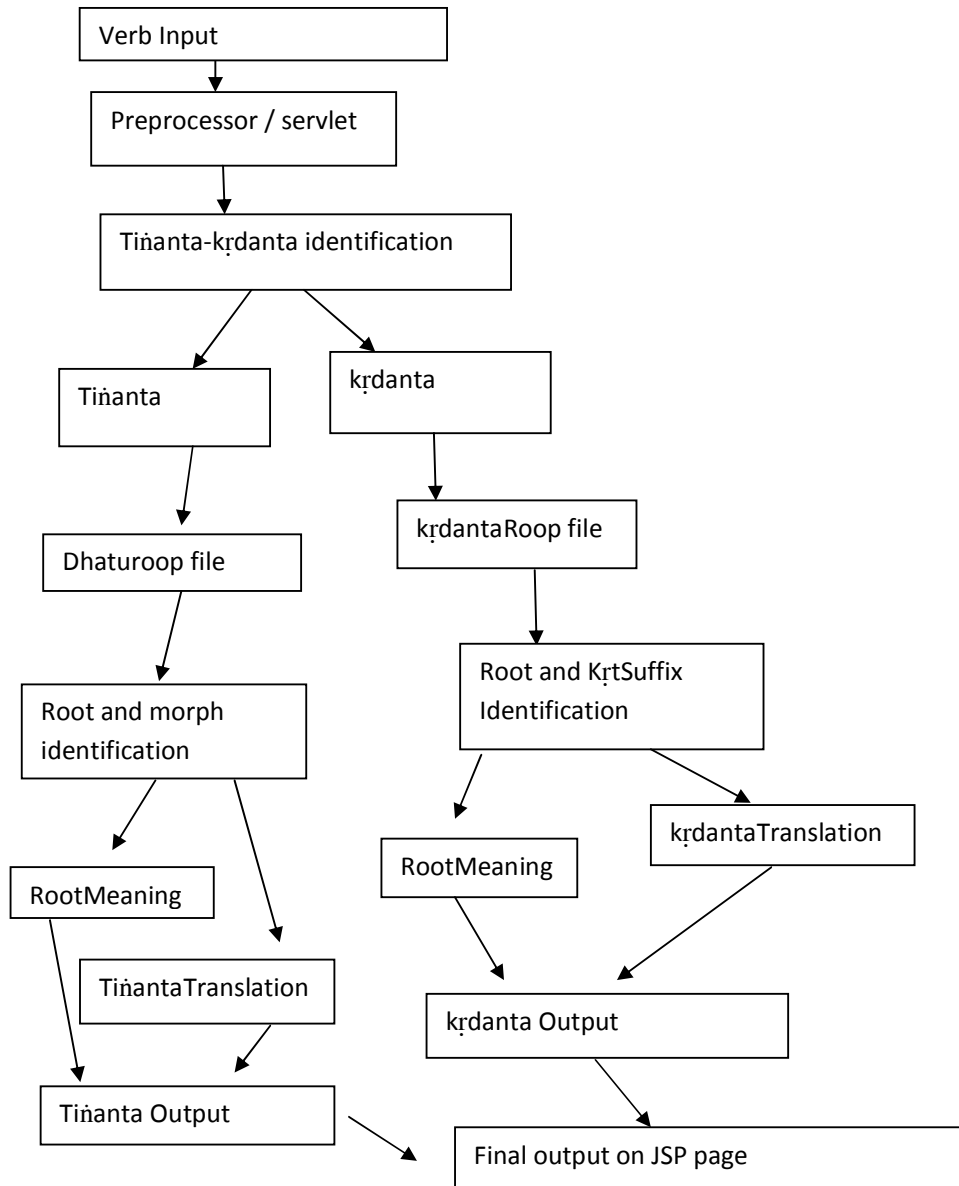 Verb Input
Preprocessor / servlet
Tiṅanta-kṛdanta identification
Tiṅanta
kṛdanta
Dhaturoop file
kṛdantaRoop file
Root and morph
identification
Root and KṛtSuffix
Identification
RootMeaning
TiṅantaTranslation
RootMeaning
kṛdantaTranslation
Tiṅanta Output
kṛdanta Output
Final output on JSP page